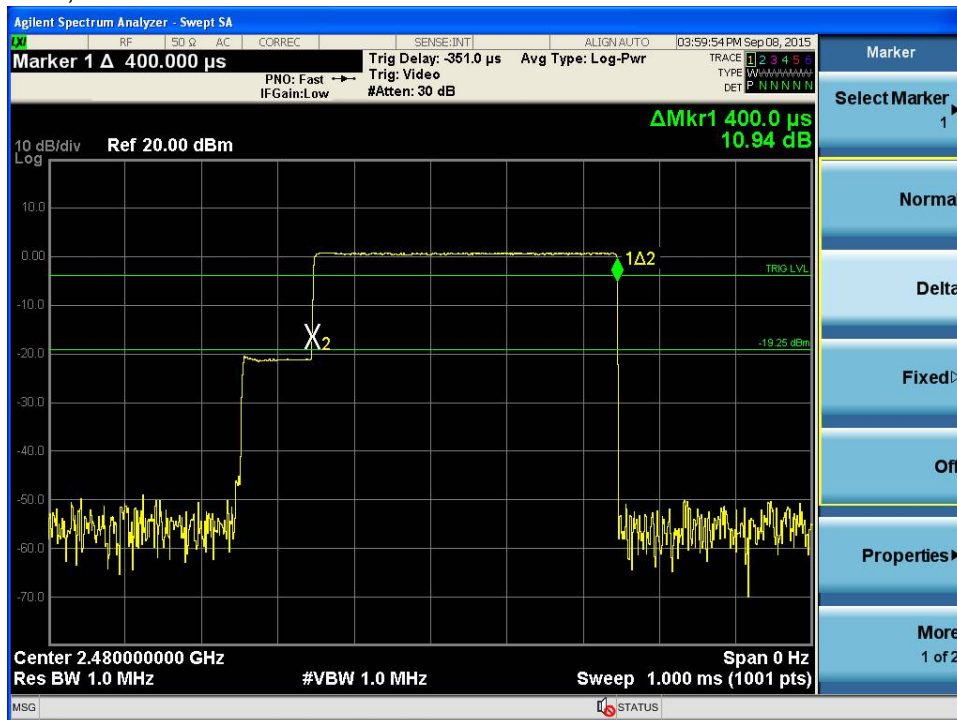 Agilent Spectrum Analyzer - Swept SA
LXI RF 50 Ω AC CORREC SENSE:INT ALIGN AUTO 03:59:54 PM Sep 08, 2015
Marker 1 Δ 400.000 µs
PNO: Fast
IFGain:Low
Trig Delay: -351.0 µs
Trig: Video
#Atten: 30 dB
Avg Type: Log-Pwr
TRACE 1 2 3 4 5 6
TYPE WWWWWW
DET P N N N N N
ΔMkr1 400.0 µs
10.94 dB
10 dB/div Ref 20.00 dBm
Log
10.0
0.00
-10.0
-20.0
-30.0
-40.0
-50.0
-60.0
-70.0
1Δ2
TRIG LVL
X2
-19.25 dBm
Center 2.480000000 GHz Span 0 Hz
Res BW 1.0 MHz #VBW 1.0 MHz Sweep 1.000 ms (1001 pts)
MSG STATUS
Marker
Select Marker
1
Norma
Delta
Fixed
Off
Properties
More
1 of 2